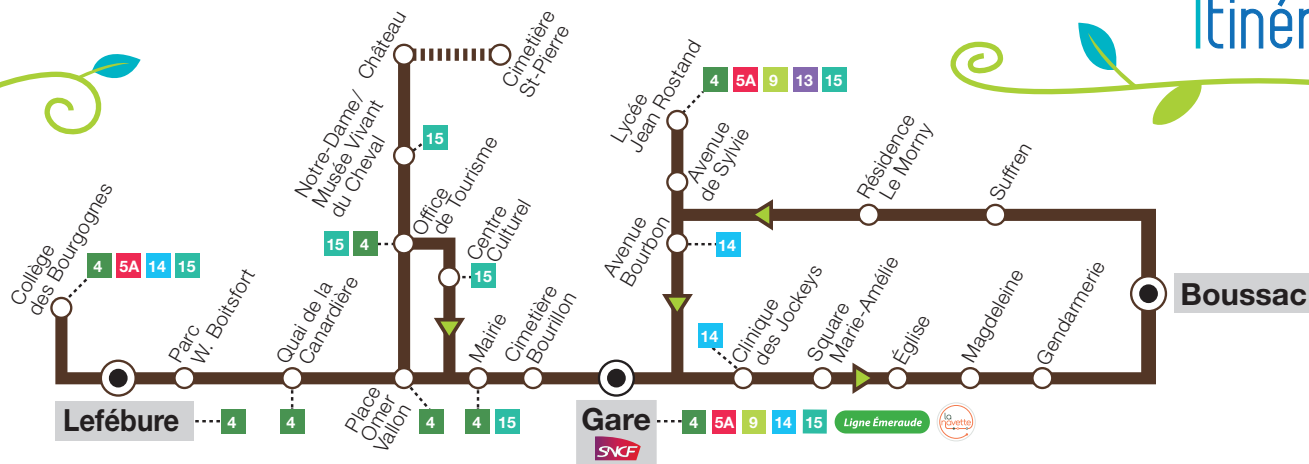 Itinér
Château
Cimetière
St-Pierre
Notre-Dame/
Musée Vivant
du Cheval
15
Office
de Tourisme
15 4
Centre
Culturel
15
Lycée
Jean Rostand
4 5A 9 13 15
Avenue
de Sylvie
Résidence
Le Morny
Suffren
Avenue
Bourbon
14
Collège
des Bourgognes
4 5A 14 15
Parc
W. Boitsfort
Quai de la
Canardière
Mairie
Cimetière
Bourillon
14
Clinique
des Jockeys
Square
Marie-Amélie
Église
Magdeleine
Gendarmerie
Boussac
Lefébure
4
4
Place
Omer
Vallon
4
4 15
Gare
SNCF
4 5A 9 14 15
Ligne Émeraude
la
navette